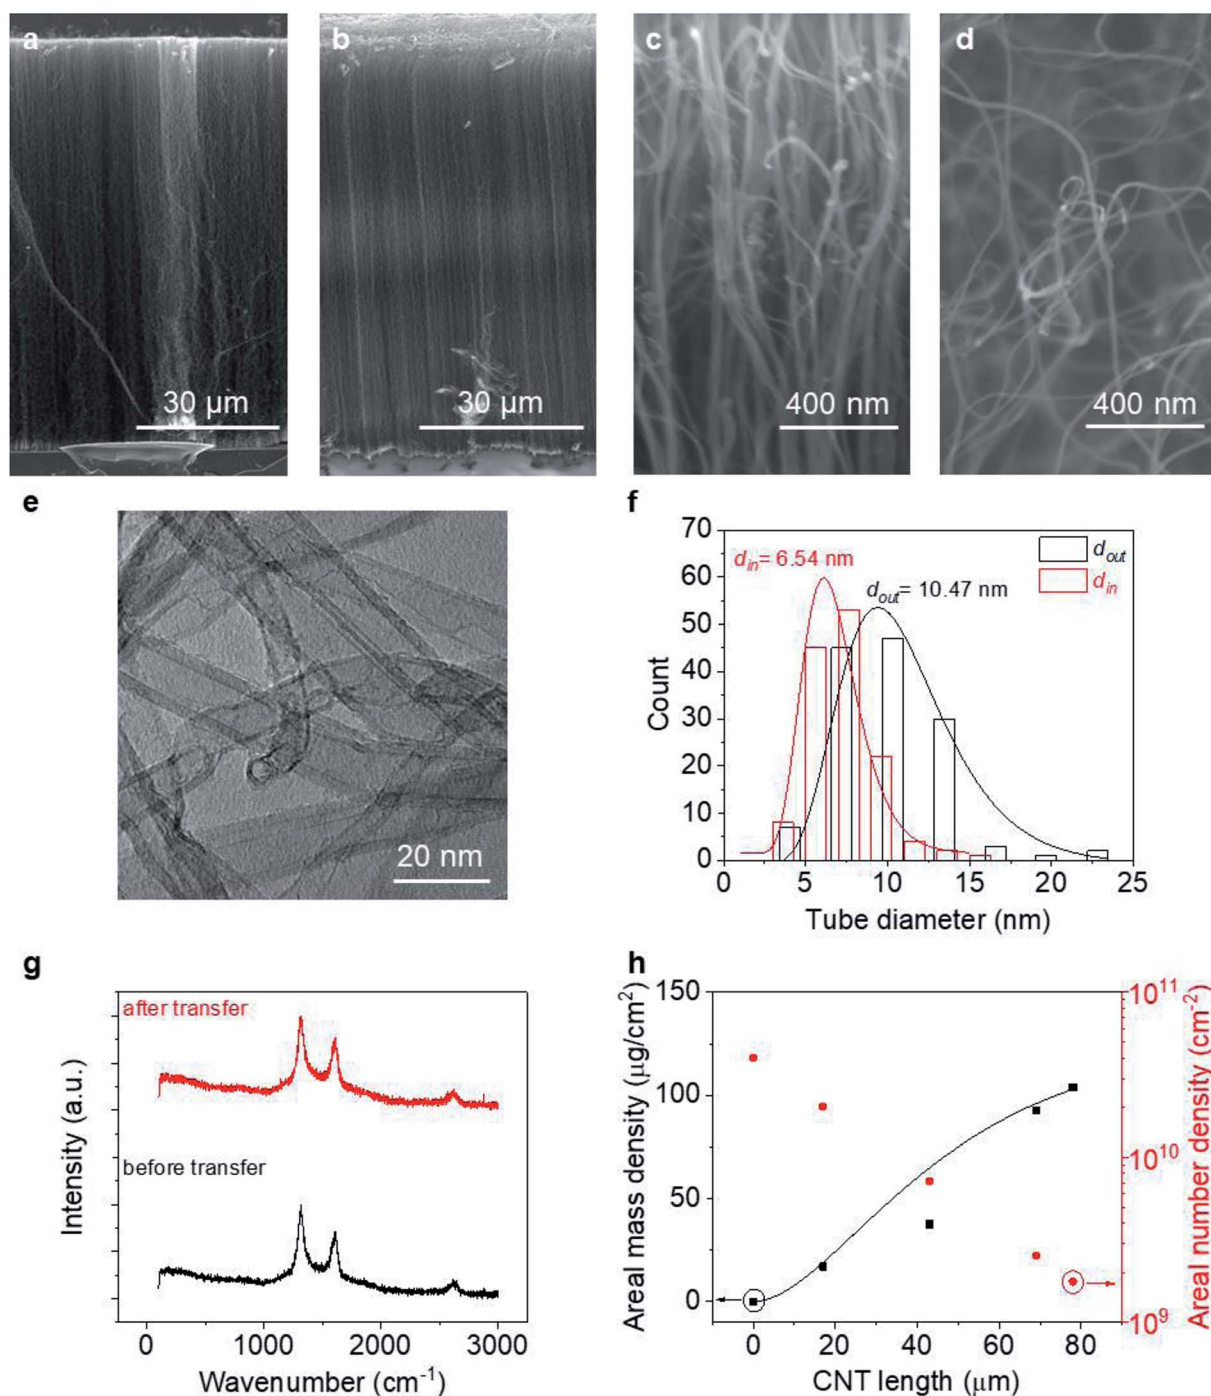 a
b
c
d
30 µm
30 µm
400 nm
400 nm
e
20 nm
f
70
60
50
40
30
20
10
0
Count
d_in= 6.54 nm
d_out= 10.47 nm
d_out
d_in
0 5 10 15 20 25
Tube diameter (nm)
g
after transfer
before transfer
Intensity (a.u.)
0 1000 2000 3000
Wavenumber (cm⁻¹)
h
150
100
50
0
Areal mass density (µg/cm²)
10¹¹
10¹⁰
10⁹
Areal number density (cm⁻²)
0 20 40 60 80
CNT length (µm)